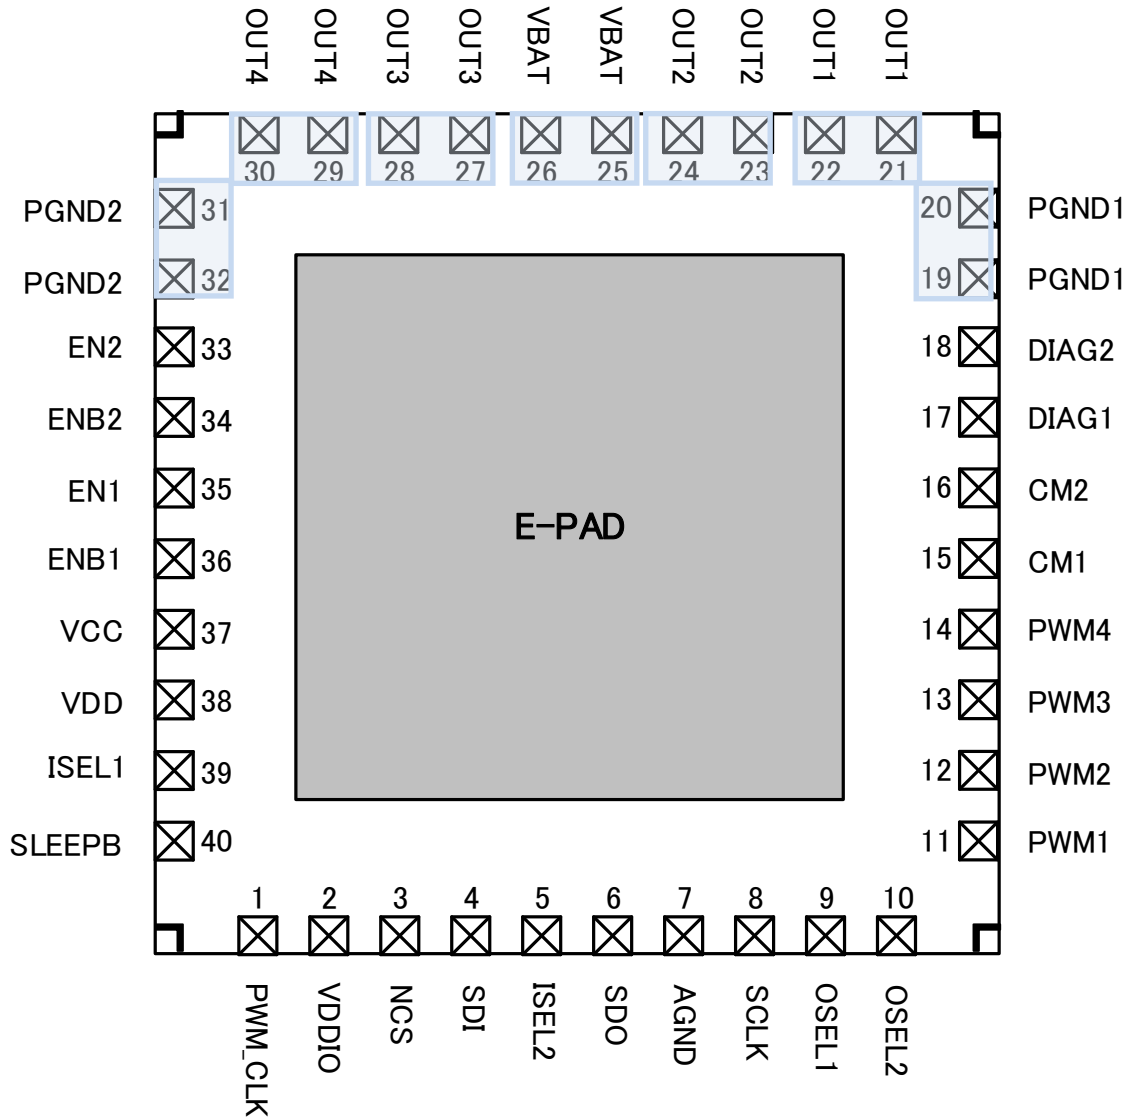 OUT4
OUT4
OUT3
OUT3
VBAT
VBAT
OUT2
OUT2
OUT1
OUT1
30 29 28 27 26 25 24 23 22 21
PGND2 31 20 PGND1
PGND2 32 19 PGND1
EN2 33 18 DIAG2
ENB2 34 17 DIAG1
EN1 35 16 CM2
E-PAD
ENB1 36 15 CM1
VCC 37 14 PWM4
VDD 38 13 PWM3
ISEL1 39 12 PWM2
SLEEPB 40 11 PWM1
1 2 3 4 5 6 7 8 9 10
PWM_CLK
VDDIO
NCS
SDI
ISEL2
SDO
AGND
SCLK
OSEL1
OSEL2